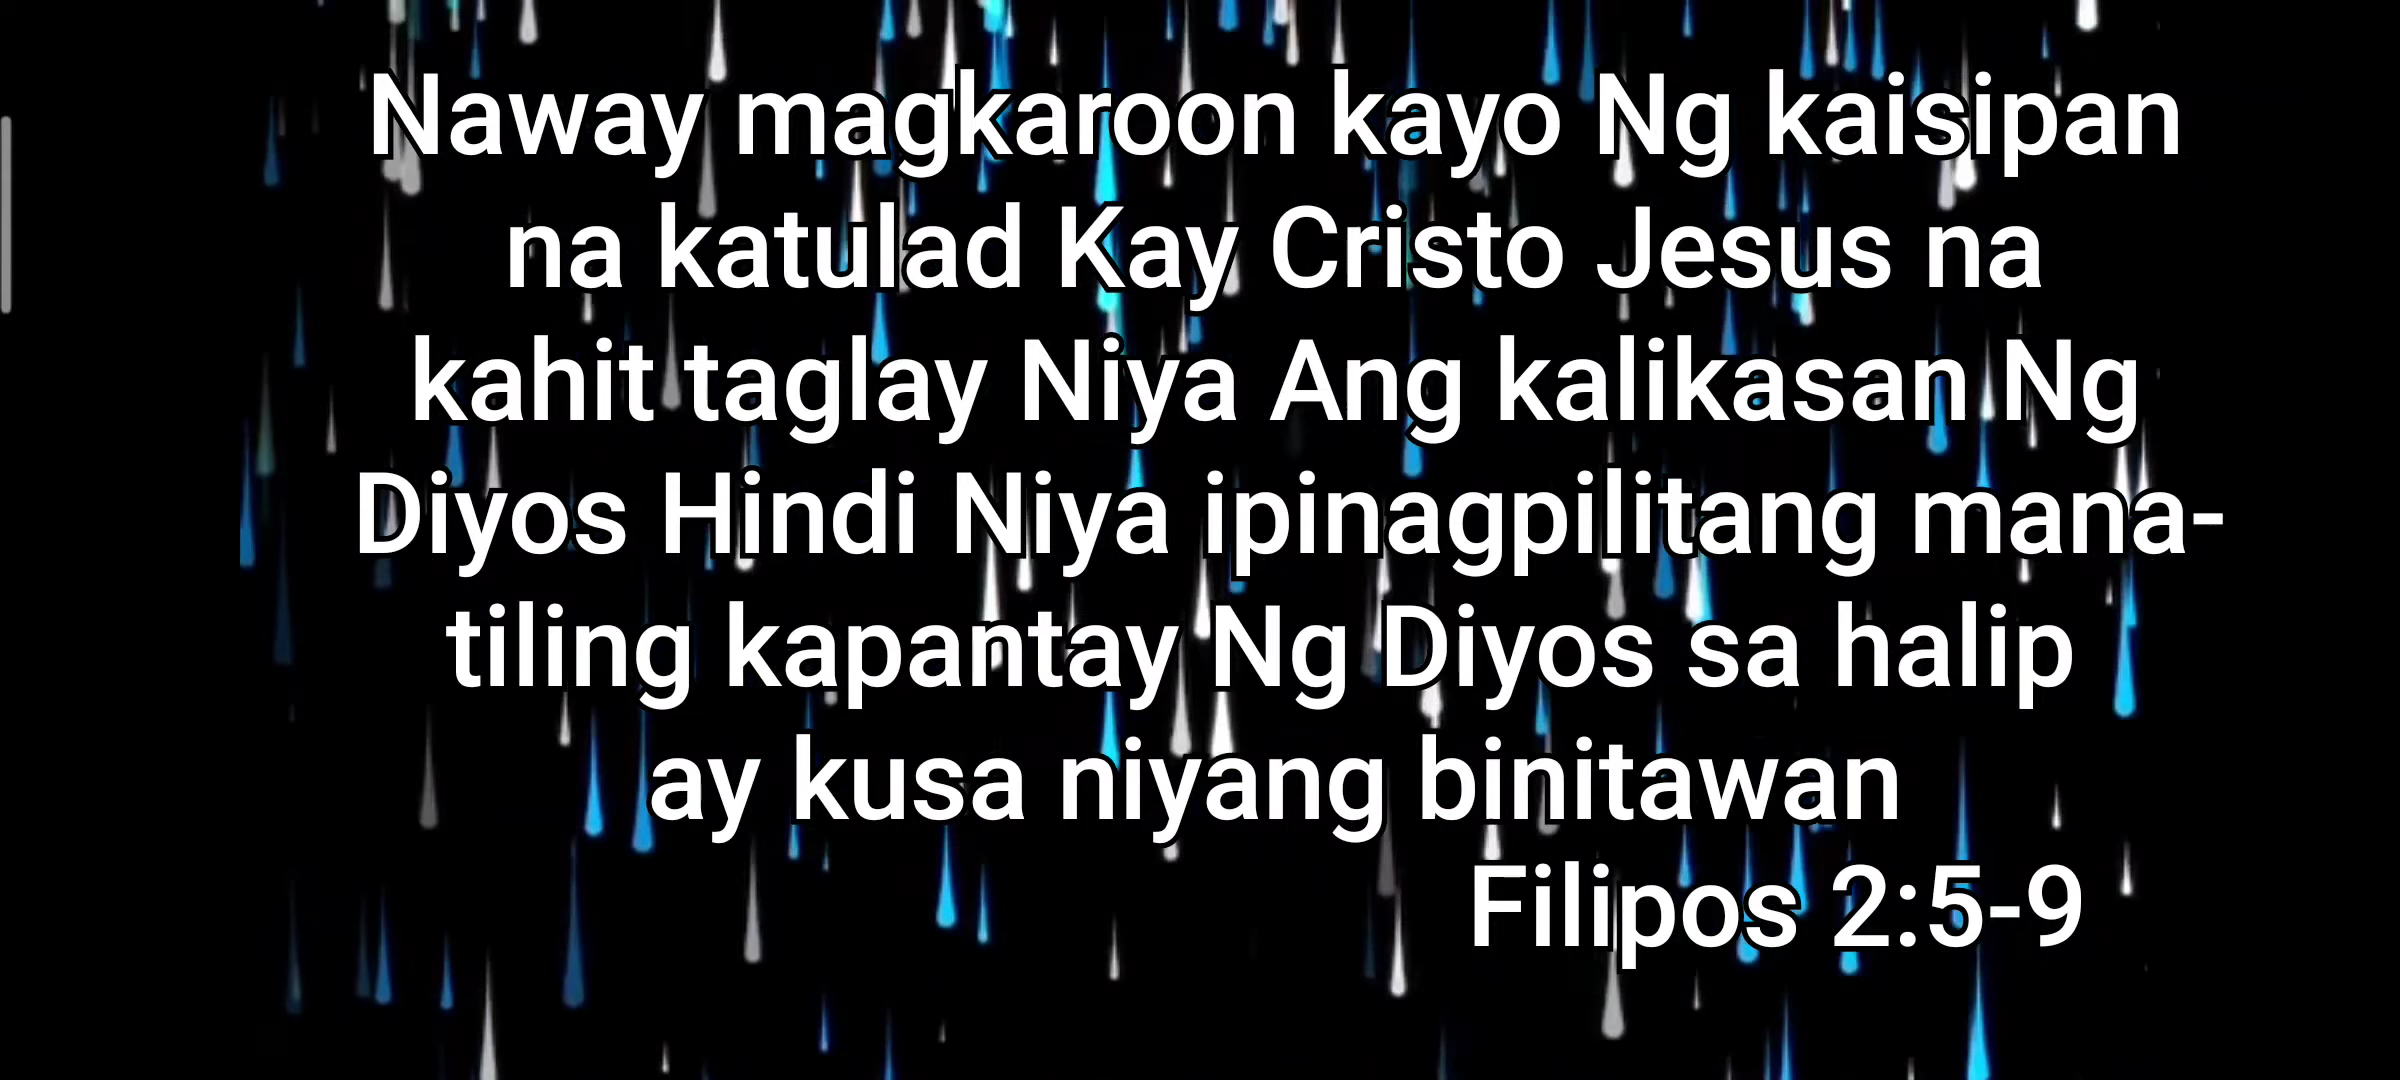 Naway magkaroon kayo Ng kaisipan
na katulad Kay Cristo Jesus na
kahit taglay Niya Ang kalikasan Ng
Diyos Hindi Niya ipinagpilitang mana-
tiling kapantay Ng Diyos sa halip
ay kusa niyang binitawan
Filipos 2:5-9